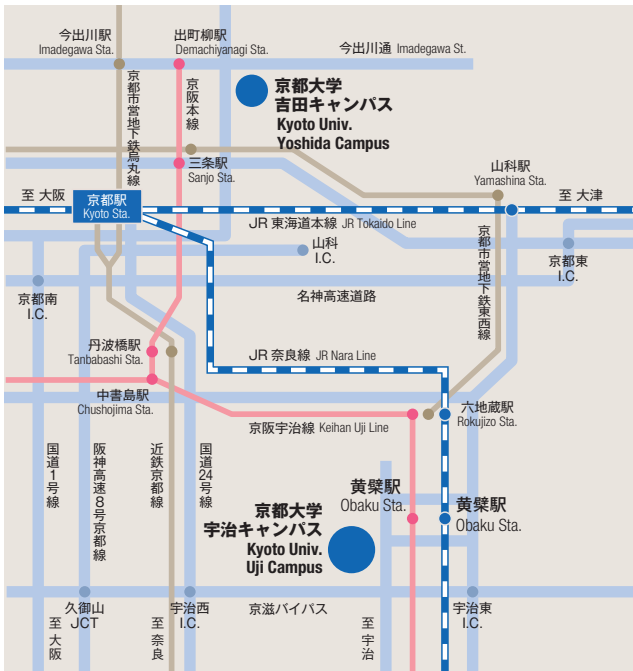 今出川駅
Imadegawa Sta.
出町柳駅
Demachiyanagi Sta.
今出川通 Imadegawa St.
京都市営地下鉄烏丸線
京阪本線
京都大学
吉田キャンパス
Kyoto Univ.
Yoshida Campus
三条駅
Sanjo Sta.
山科駅
Yamashina Sta.
至 大阪
京都駅
Kyoto Sta.
至 大津
JR 東海道本線 JR Tokaido Line
山科
I.C.
京都市営地下鉄東西線
京都東
I.C.
京都南
I.C.
名神高速道路
丹波橋駅
Tanbabashi Sta.
JR 奈良線 JR Nara Line
中書島駅
Chushojima Sta.
六地蔵駅
Rokujizo Sta.
京阪宇治線 Keihan Uji Line
国道1号線
阪神高速8号京都線
近鉄京都線
国道24号線
黄檗駅
Obaku Sta.
黄檗駅
Obaku Sta.
京都大学
宇治キャンパス
Kyoto Univ.
Uji Campus
久御山
JCT
宇治西
I.C.
京滋バイパス
宇治東
I.C.
至 大阪
至 奈良
至 宇治